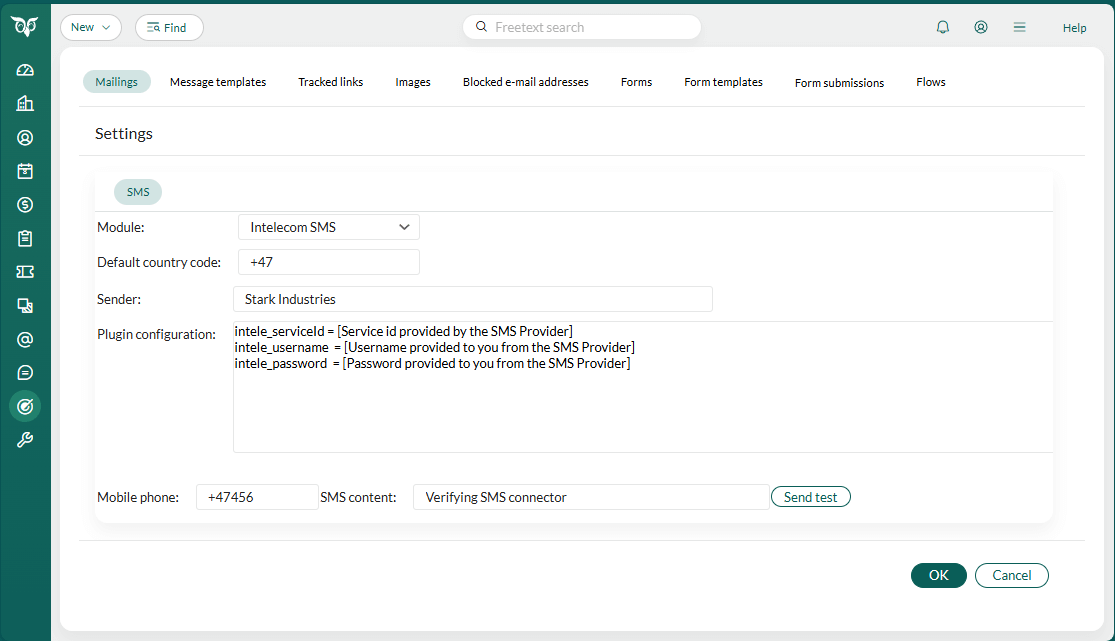 New
Find
Freetext search
Help
Mailings
Message templates
Tracked links
Images
Blocked e-mail addresses
Forms
Form templates
Form submissions
Flows
Settings
SMS
Module:
Intelecom SMS
Default country code:
+47
Sender:
Stark Industries
Plugin configuration:
intele_serviceId = [Service id provided by the SMS Provider]
intele_username = [Username provided to you from the SMS Provider]
intele_password = [Password provided to you from the SMS Provider]
Mobile phone:
+47456
SMS content:
Verifying SMS connector
Send test
OK
Cancel